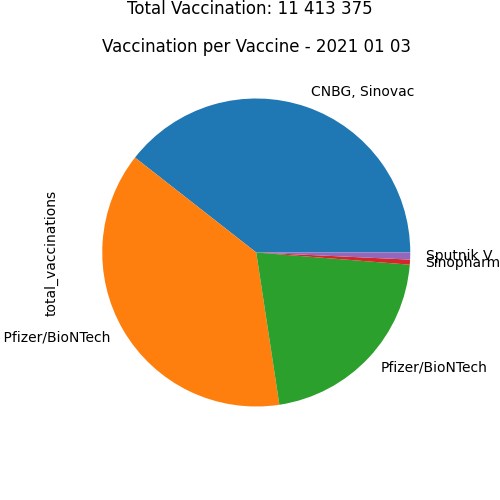 Total Vaccination: 11 413 375
Vaccination per Vaccine - 2021 01 03
CNBG, Sinovac
total_vaccinations
Sputnik V
Sinopharm
Pfizer/BioNTech
Pfizer/BioNTech